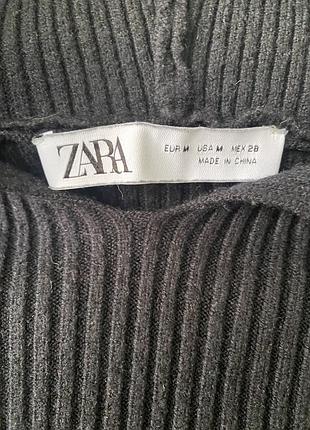 ZARA
EUR M USA M MEX 28
MADE IN CHINA